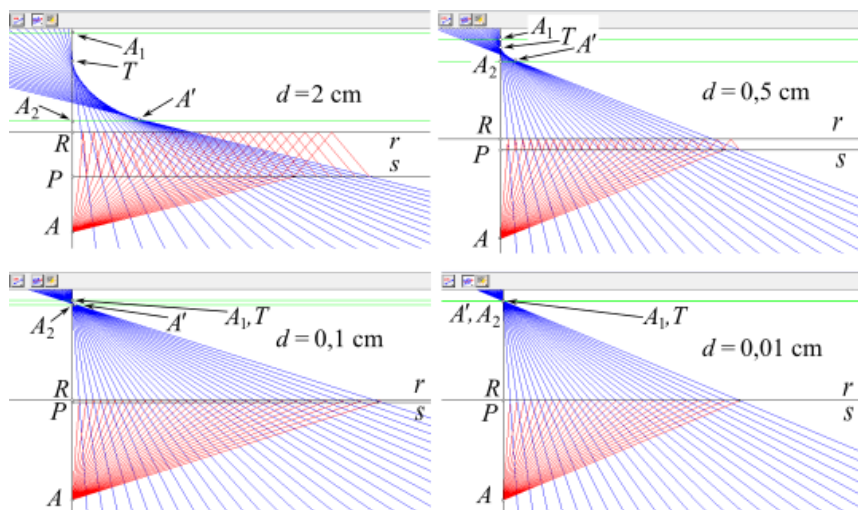 A₁
T
A₂
A′
d = 2 cm
R
r
P
s
A
A₁ T A′
A₂
d = 0,5 cm
R
r
P
s
A
A₂
A′
A₁,T
d = 0,1 cm
R
r
P
s
A
A′, A₂
A₁,T
d = 0,01 cm
R
r
P
s
A